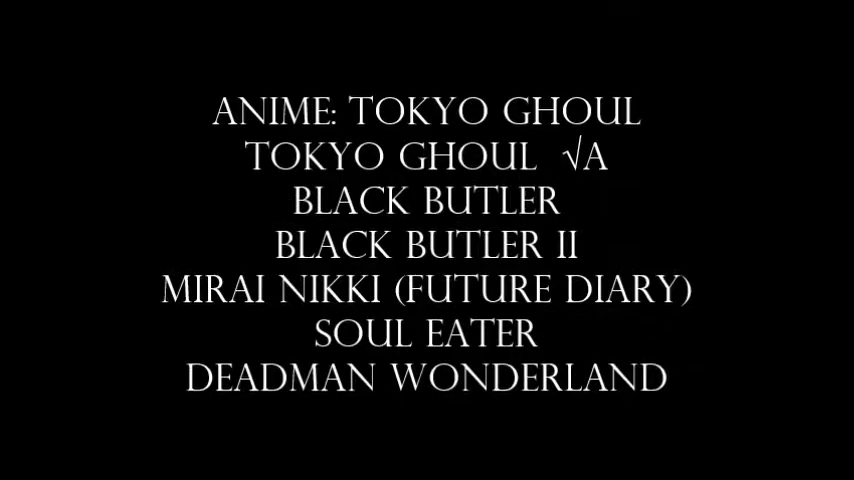 ANIME: TOKYO GHOUL
TOKYO GHOUL √A
BLACK BUTLER
BLACK BUTLER II
MIRAI NIKKI (FUTURE DIARY)
SOUL EATER
DEADMAN WONDERLAND